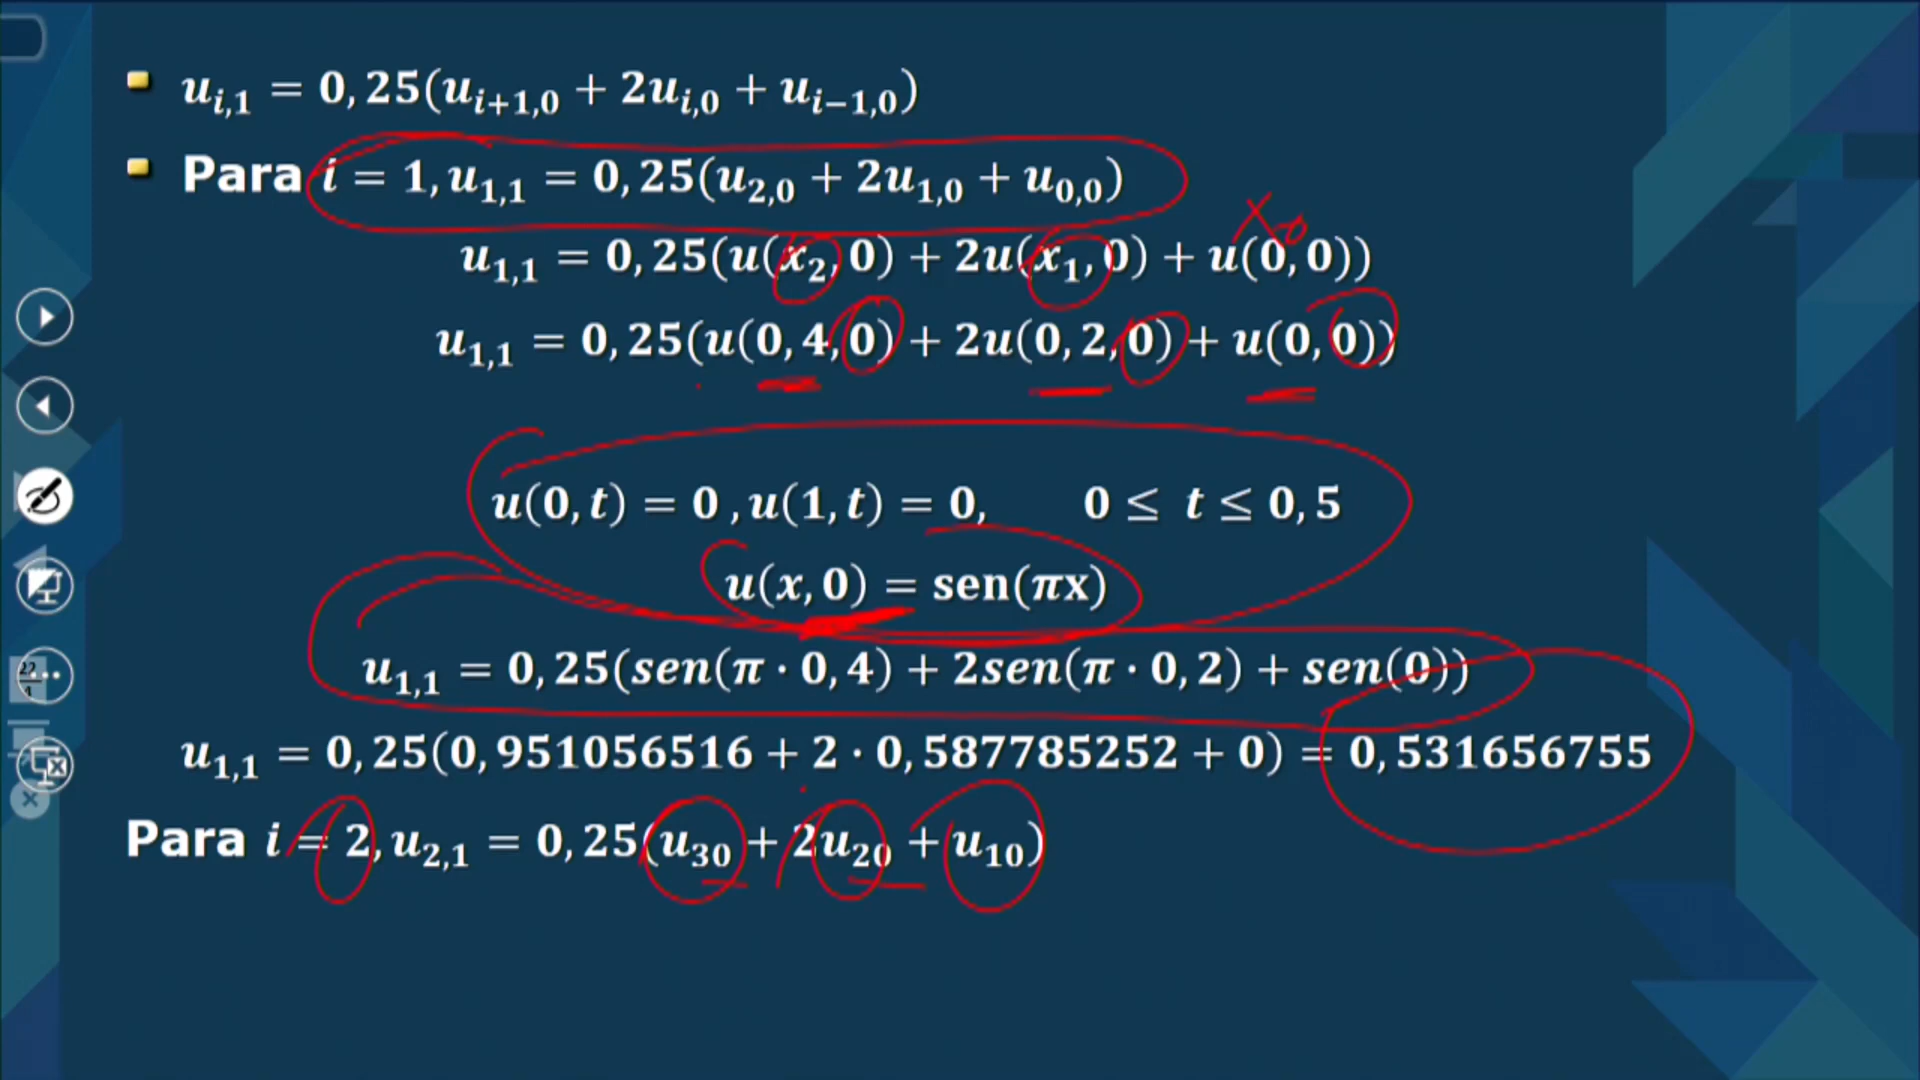 u_{i,1} = 0,25(u_{i+1,0} + 2u_{i,0} + u_{i-1,0})
Para i = 1, u_{1,1} = 0,25(u_{2,0} + 2u_{1,0} + u_{0,0})
x_0
u_{1,1} = 0,25(u(x_2, 0) + 2u(x_1, 0) + u(0, 0))
u_{1,1} = 0,25(u(0,4, 0) + 2u(0,2, 0) + u(0, 0))
u(0, t) = 0 , u(1, t) = 0, 0 ≤ t ≤ 0,5
u(x, 0) = sen(πx)
u_{1,1} = 0,25(sen(π · 0,4) + 2sen(π · 0,2) + sen(0))
u_{1,1} = 0,25(0,951056516 + 2 · 0,587785252 + 0) = 0,531656755
Para i = 2, u_{2,1} = 0,25(u_{30} + 2u_{20} + u_{10})